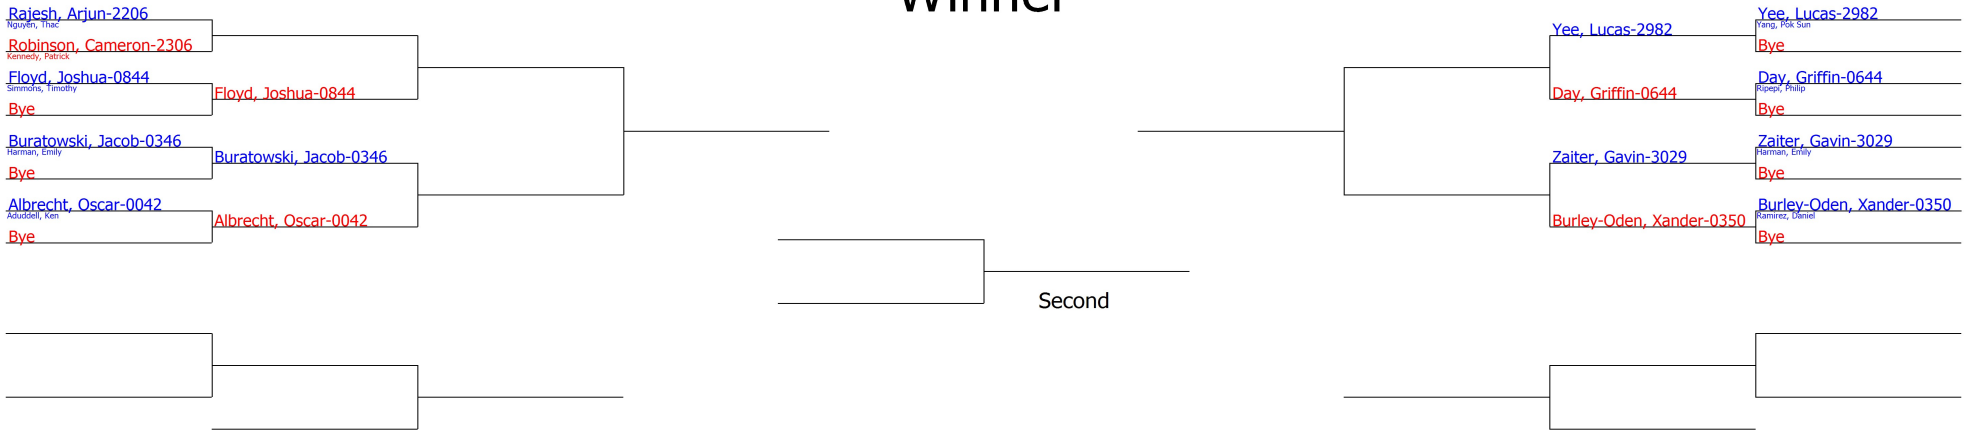 Winner
Rajesh, Arjun-2206
Nguyen, Thac
Robinson, Cameron-2306
Kennedy, Patrick
Floyd, Joshua-0844
Simmons, Timothy
Bye
Floyd, Joshua-0844
Buratowski, Jacob-0346
Harman, Emily
Bye
Buratowski, Jacob-0346
Albrecht, Oscar-0042
Aduddell, Ken
Bye
Albrecht, Oscar-0042
Second
Yee, Lucas-2982
Day, Griffin-0644
Zaiter, Gavin-3029
Burley-Oden, Xander-0350
Yee, Lucas-2982
Yang, Pok Sun
Bye
Day, Griffin-0644
Ripepi, Philip
Bye
Zaiter, Gavin-3029
Harman, Emily
Bye
Burley-Oden, Xander-0350
Ramirez, Daniel
Bye